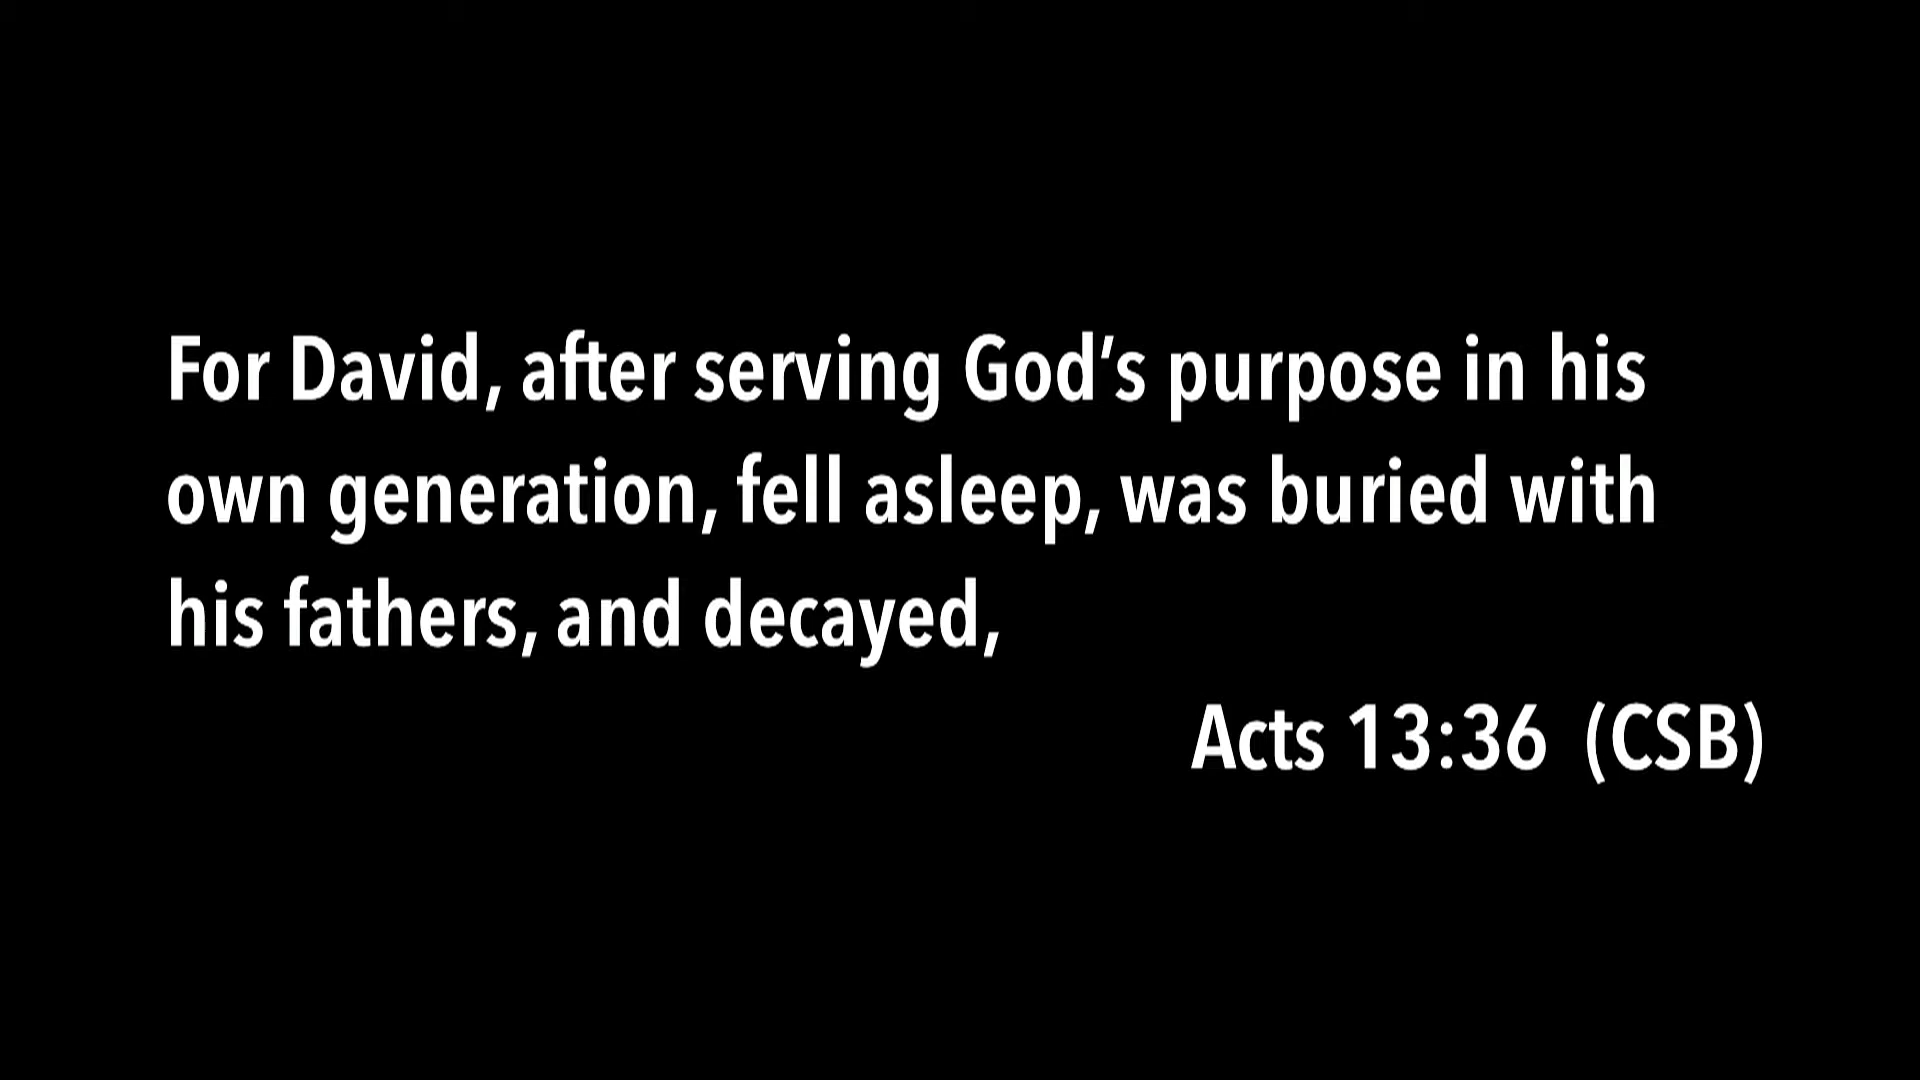 For David, after serving God’s purpose in his
own generation, fell asleep, was buried with
his fathers, and decayed,
Acts 13:36 (CSB)